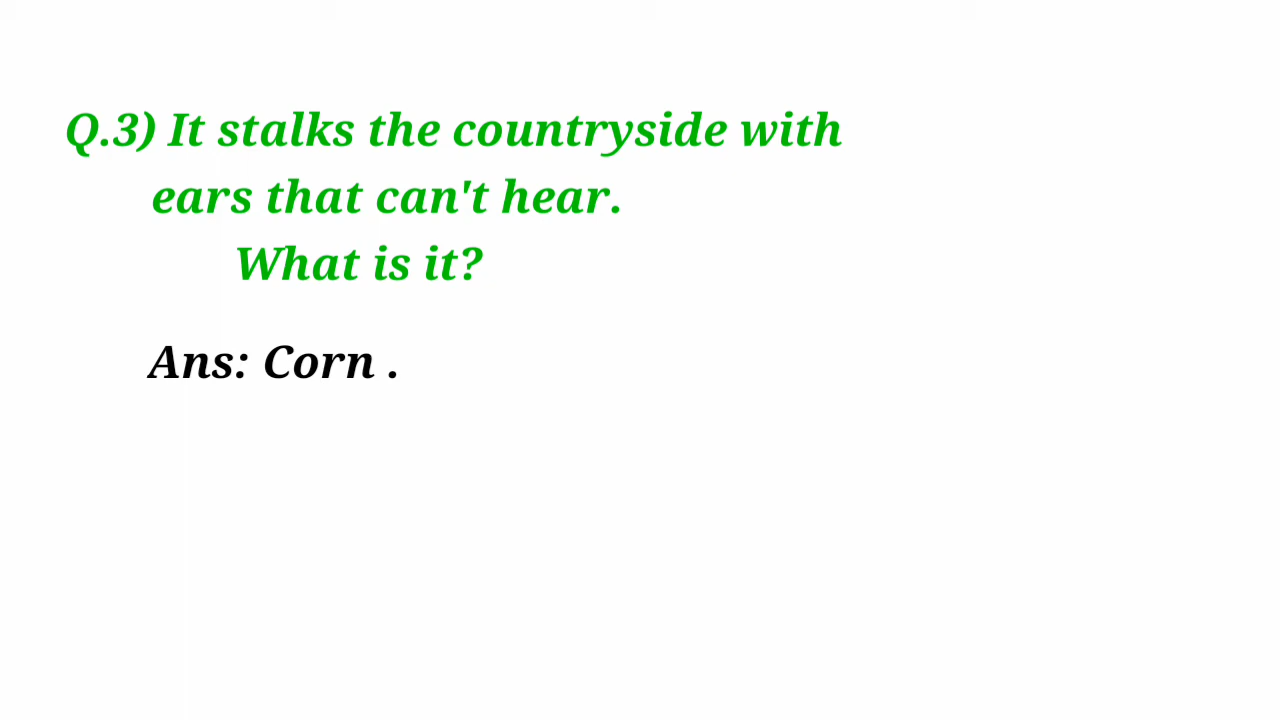 Q.3) It stalks the countryside with
ears that can't hear.
What is it?
Ans: Corn .